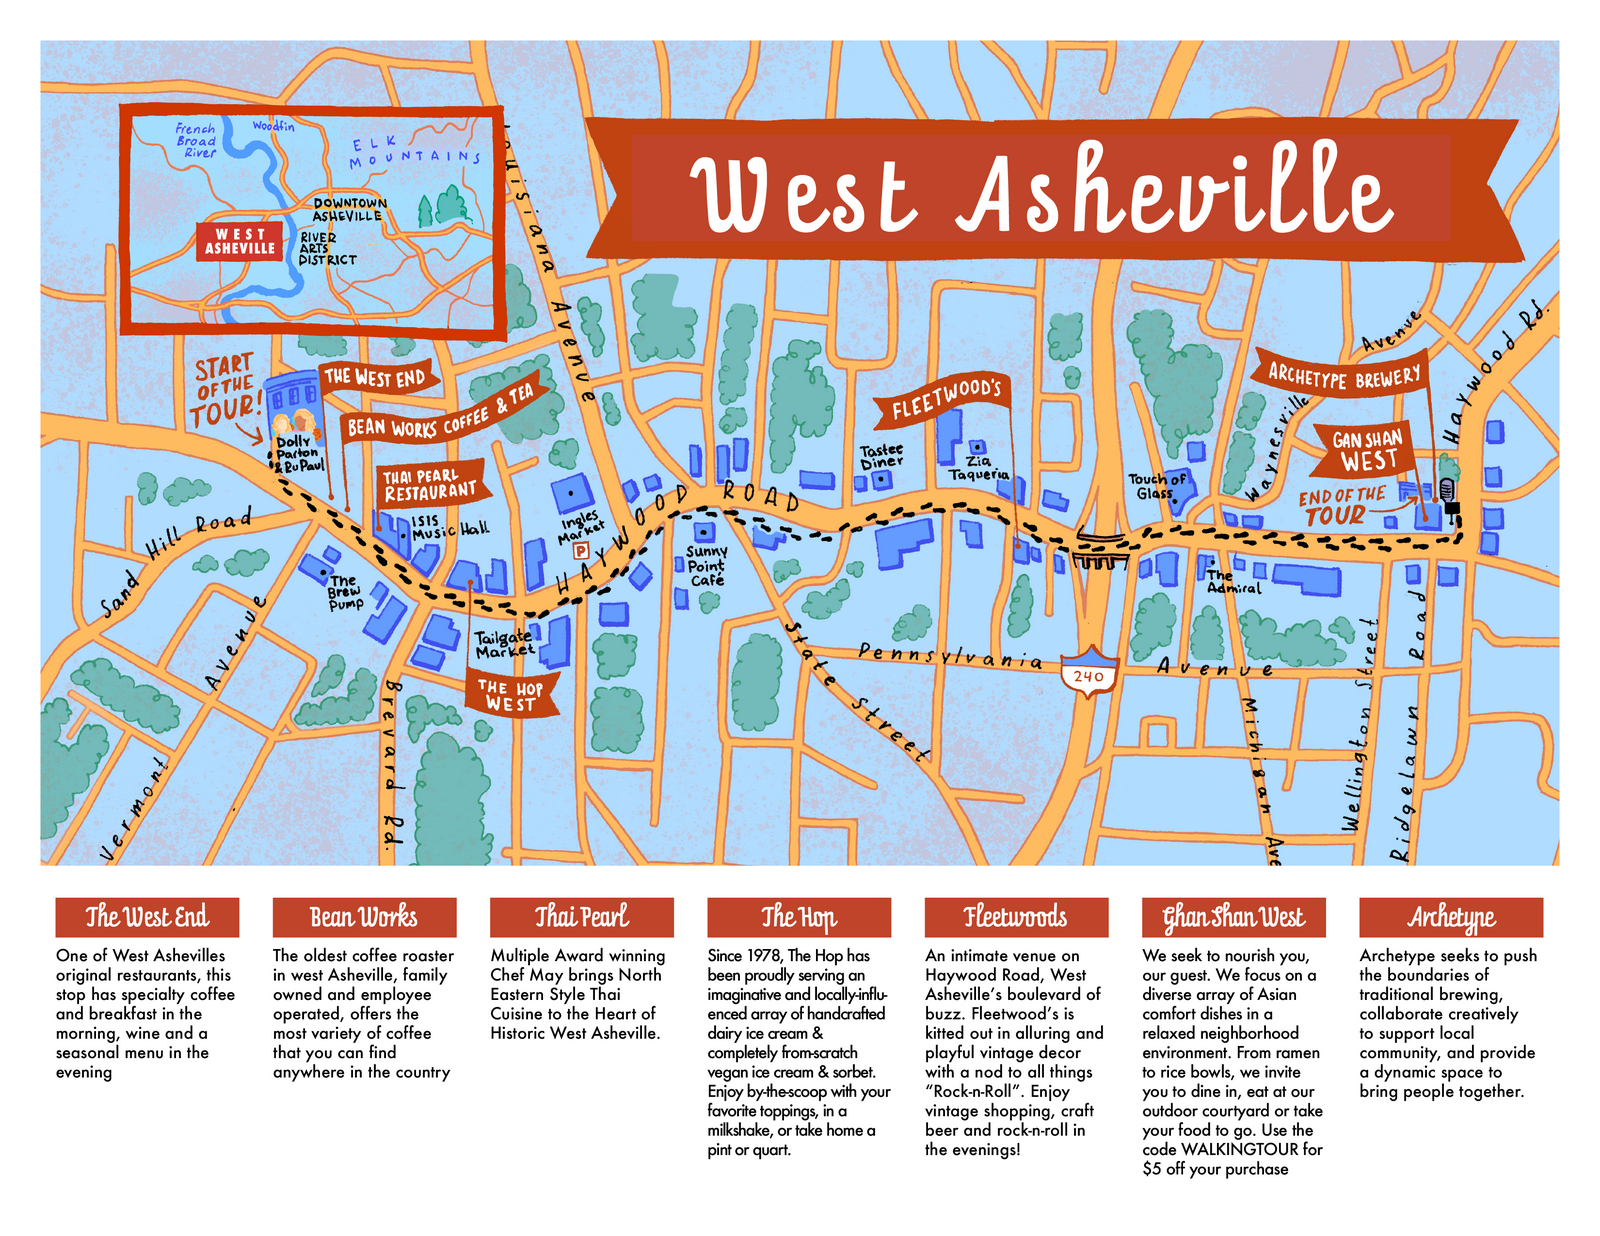 West Asheville
French
Broad
River
Woodfin
ELK
MOUNTAINS
DOWNTOWN
ASHEVILLE
WEST
ASHEVILLE
RIVER
ARTS
DISTRICT
Louisiana Avenue
START
OF THE
TOUR!
THE WEST END
BEAN WORKS COFFEE & TEA
Dolly
Parton
& RuPaul
THAI PEARL
RESTAURANT
ISIS
Music Hall
Ingles
Market
P
HAYWOOD ROAD
Sunny
Point
Café
Tastee
Diner
FLEETWOOD'S
Zia
Taqueria
Touch of
Glass
Waynesville Avenue
ARCHETYPE BREWERY
GAN SHAN
WEST
END OF THE
TOUR
Haywood Rd.
Sand Hill Road
The
Brew
Pump
Tailgate
Market
THE HOP
WEST
The
Admiral
Vermont Avenue
Brevard Rd.
State Street
Pennsylvania Avenue
240
Michigan Ave
Wellington Street
Ridgelawn Road
The West End
One of West Ashevilles
original restaurants, this
stop has specialty coffee
and breakfast in the
morning, wine and a
seasonal menu in the
evening
Bean Works
The oldest coffee roaster
in west Asheville, family
owned and employee
operated, offers the
most variety of coffee
that you can find
anywhere in the country
Thai Pearl
Multiple Award winning
Chef May brings North
Eastern Style Thai
Cuisine to the Heart of
Historic West Asheville.
The Hop
Since 1978, The Hop has
been proudly serving an
imaginative and locally-influ-
enced array of handcrafted
dairy ice cream &
completely from-scratch
vegan ice cream & sorbet.
Enjoy by-the-scoop with your
favorite toppings, in a
milkshake, or take home a
pint or quart.
Fleetwoods
An intimate venue on
Haywood Road, West
Asheville's boulevard of
buzz. Fleetwood's is
kitted out in alluring and
playful vintage decor
with a nod to all things
“Rock-n-Roll”. Enjoy
vintage shopping, craft
beer and rock-n-roll in
the evenings!
Ghan Shan West
We seek to nourish you,
our guest. We focus on a
diverse array of Asian
comfort dishes in a
relaxed neighborhood
environment. From ramen
to rice bowls, we invite
you to dine in, eat at our
outdoor courtyard or take
your food to go. Use the
code WALKINGTOUR for
$5 off your purchase
Archetype
Archetype seeks to push
the boundaries of
traditional brewing,
collaborate creatively
to support local
community, and provide
a dynamic space to
bring people together.